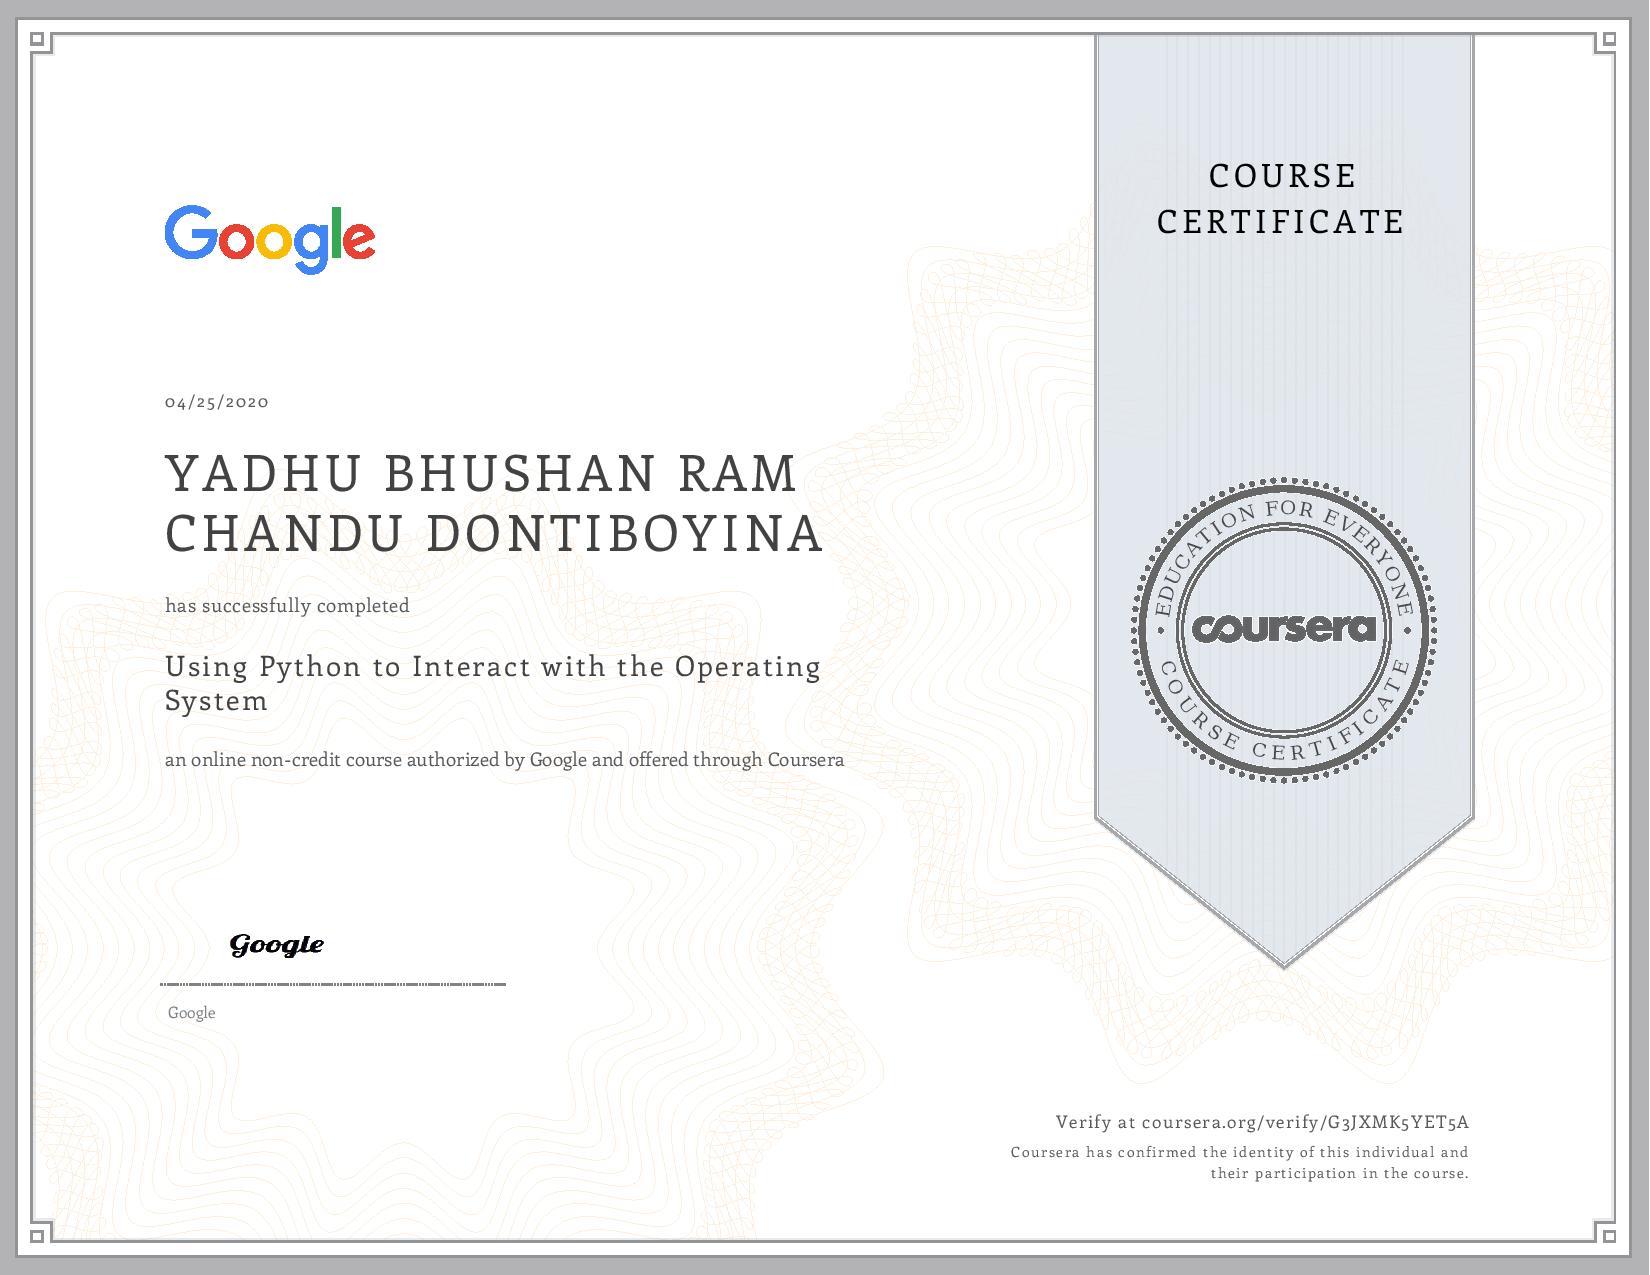 Google
COURSE
CERTIFICATE
04/25/2020
YADHU BHUSHAN RAM
CHANDU DONTIBOYINA
has successfully completed
Using Python to Interact with the Operating
System
an online non-credit course authorized by Google and offered through Coursera
EDUCATION FOR EVERYONE
coursera
COURSE CERTIFICATE
Google
Google
Verify at coursera.org/verify/G3JXMK5YET5A
Coursera has confirmed the identity of this individual and
their participation in the course.